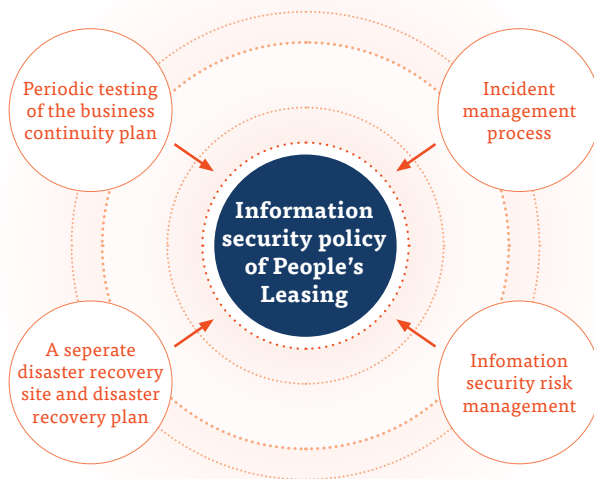 Periodic testing
of the business
continuity plan
Incident
management
process
Information
security policy
of People’s
Leasing
A seperate
disaster recovery
site and disaster
recovery plan
Infomation
security risk
management